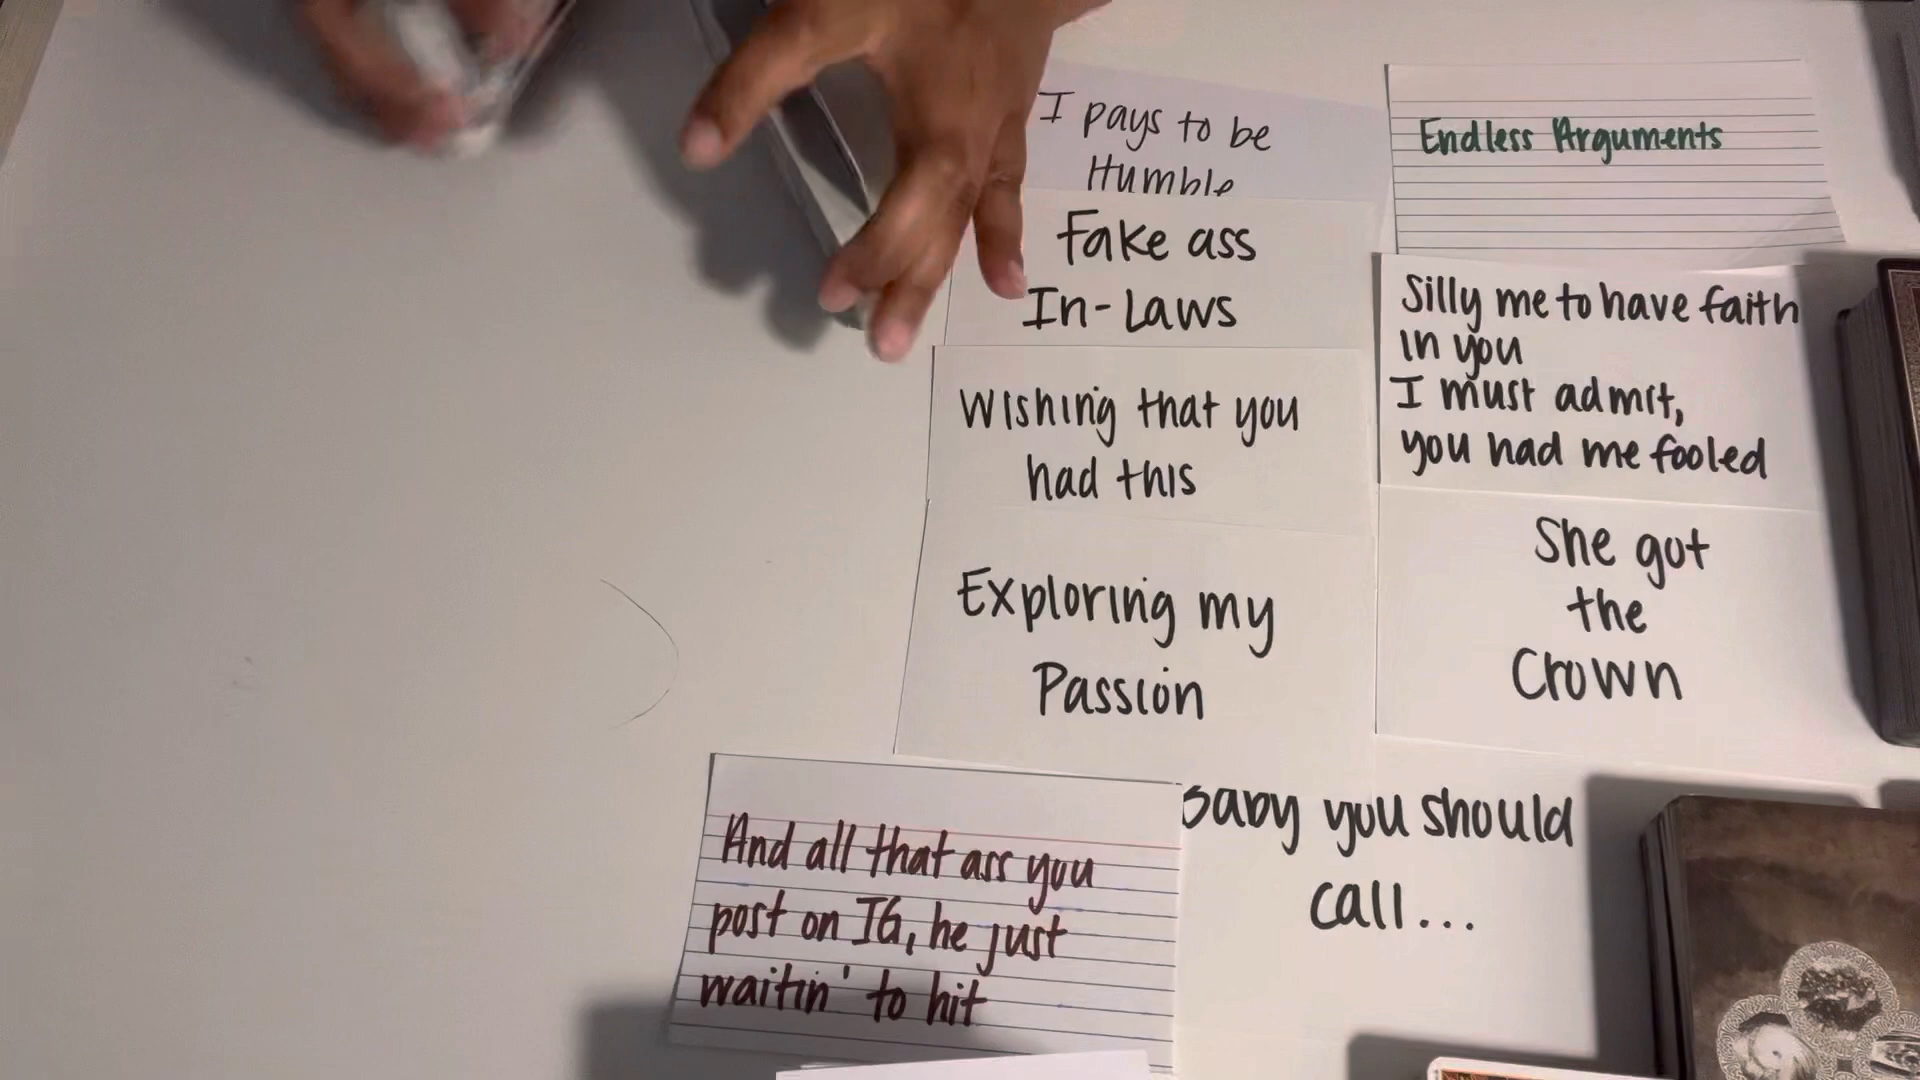 I pays to be
Humble
Fake ass
In-Laws
Wishing that you
had this
Exploring my
Passion
Endless Arguments
Silly me to have faith
in you
I must admit,
you had me fooled
She got
the
Crown
And all that ass you
post on IG, he just
waitin' to hit
Baby you should
call...